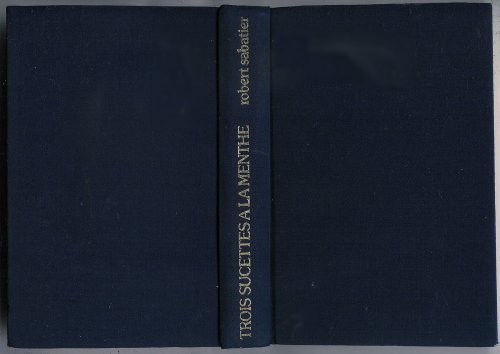 TROIS SUCETTES A LA MENTHE robert sabatier